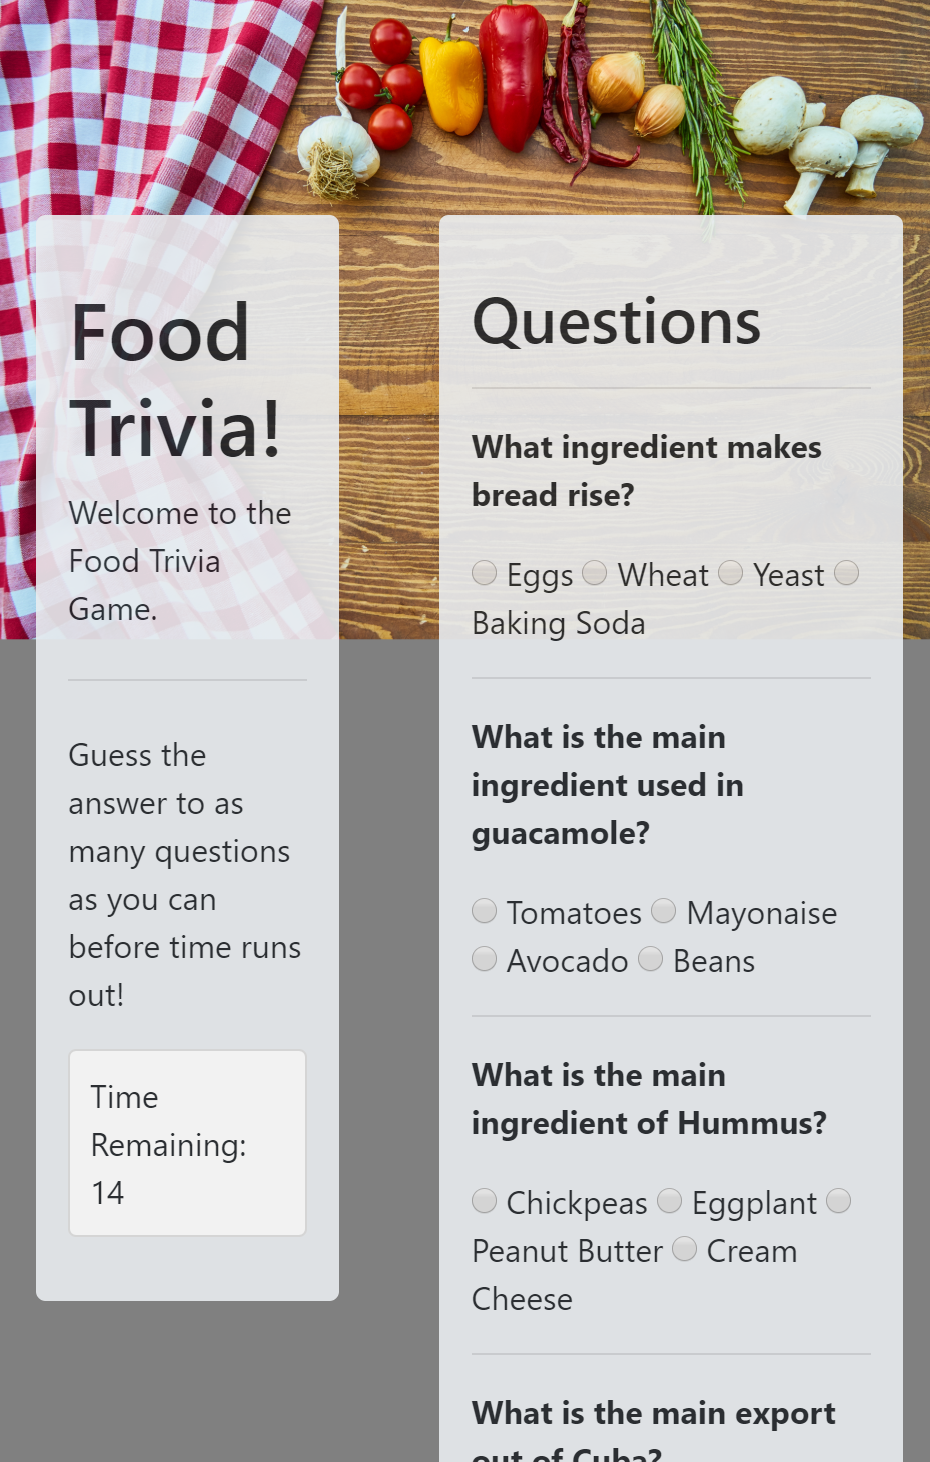 Food
Trivia!
Welcome to the
Food Trivia
Game.
Guess the
answer to as
many questions
as you can
before time runs
out!
Time
Remaining:
14
Questions
What ingredient makes
bread rise?
Eggs Wheat Yeast
Baking Soda
What is the main
ingredient used in
guacamole?
Tomatoes Mayonaise
Avocado Beans
What is the main
ingredient of Hummus?
Chickpeas Eggplant
Peanut Butter Cream
Cheese
What is the main export
out of Cuba?